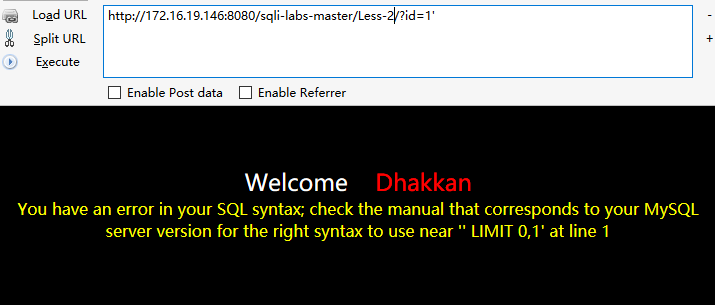 Load URL
http://172.16.19.146:8080/sqli-labs-master/Less-2/?id=1'
-
Split URL
+
Execute
Enable Post data Enable Referrer
Welcome Dhakkan
You have an error in your SQL syntax; check the manual that corresponds to your MySQL
server version for the right syntax to use near '' LIMIT 0,1' at line 1